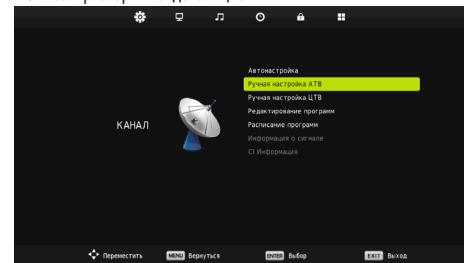 Автонастройка
Ручная настройка АТВ
Ручная настройка ЦТВ
Редактирование программ
КАНАЛ
Расписание программ
Информация о сигнале
CI Информация
Переместить
MENU Вернуться
ENTER Выбор
EXIT Выход